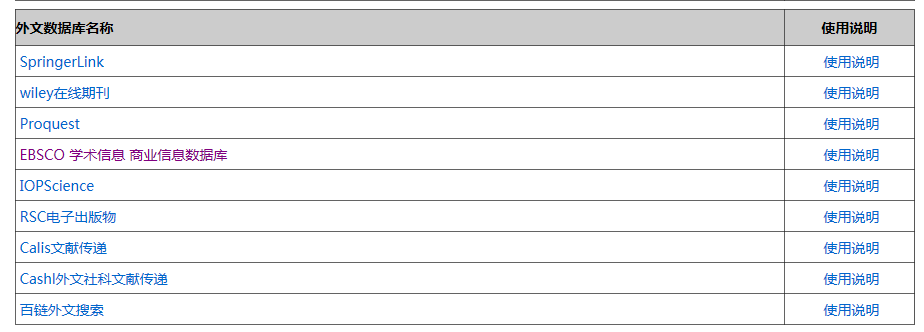 外文数据库名称 使用说明
SpringerLink 使用说明
wiley在线期刊 使用说明
Proquest 使用说明
EBSCO 学术信息 商业信息数据库 使用说明
IOPScience 使用说明
RSC电子出版物 使用说明
Calis文献传递 使用说明
Cashl外文社科文献传递 使用说明
百链外文搜索 使用说明